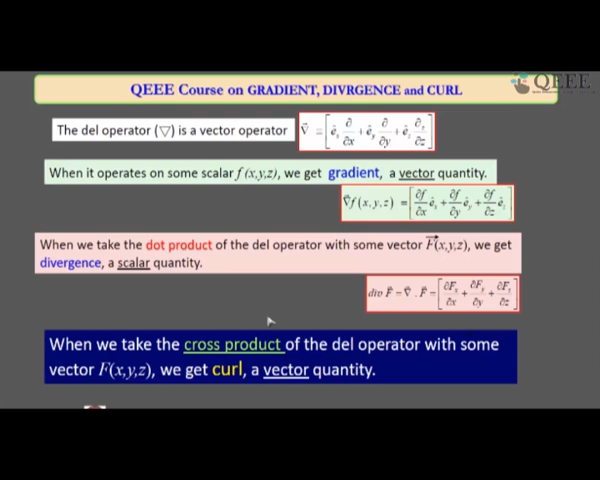 QEEE
QEEE Course on GRADIENT, DIVRGENCE and CURL
The del operator (▽) is a vector operator
∇⃗ = [ê_x ∂/∂x + ê_y ∂/∂y + ê_z ∂/∂z]
When it operates on some scalar f (x,y,z), we get gradient, a vector quantity.
∇⃗f (x, y, z) = [∂f/∂x ê_x + ∂f/∂y ê_y + ∂f/∂z ê_z]
When we take the dot product of the del operator with some vector F⃗(x,y,z), we get
divergence, a scalar quantity.
div F⃗ = ∇⃗ . F⃗ = [∂F_x/∂x + ∂F_y/∂y + ∂F_z/∂z]
When we take the cross product of the del operator with some
vector F(x,y,z), we get curl, a vector quantity.